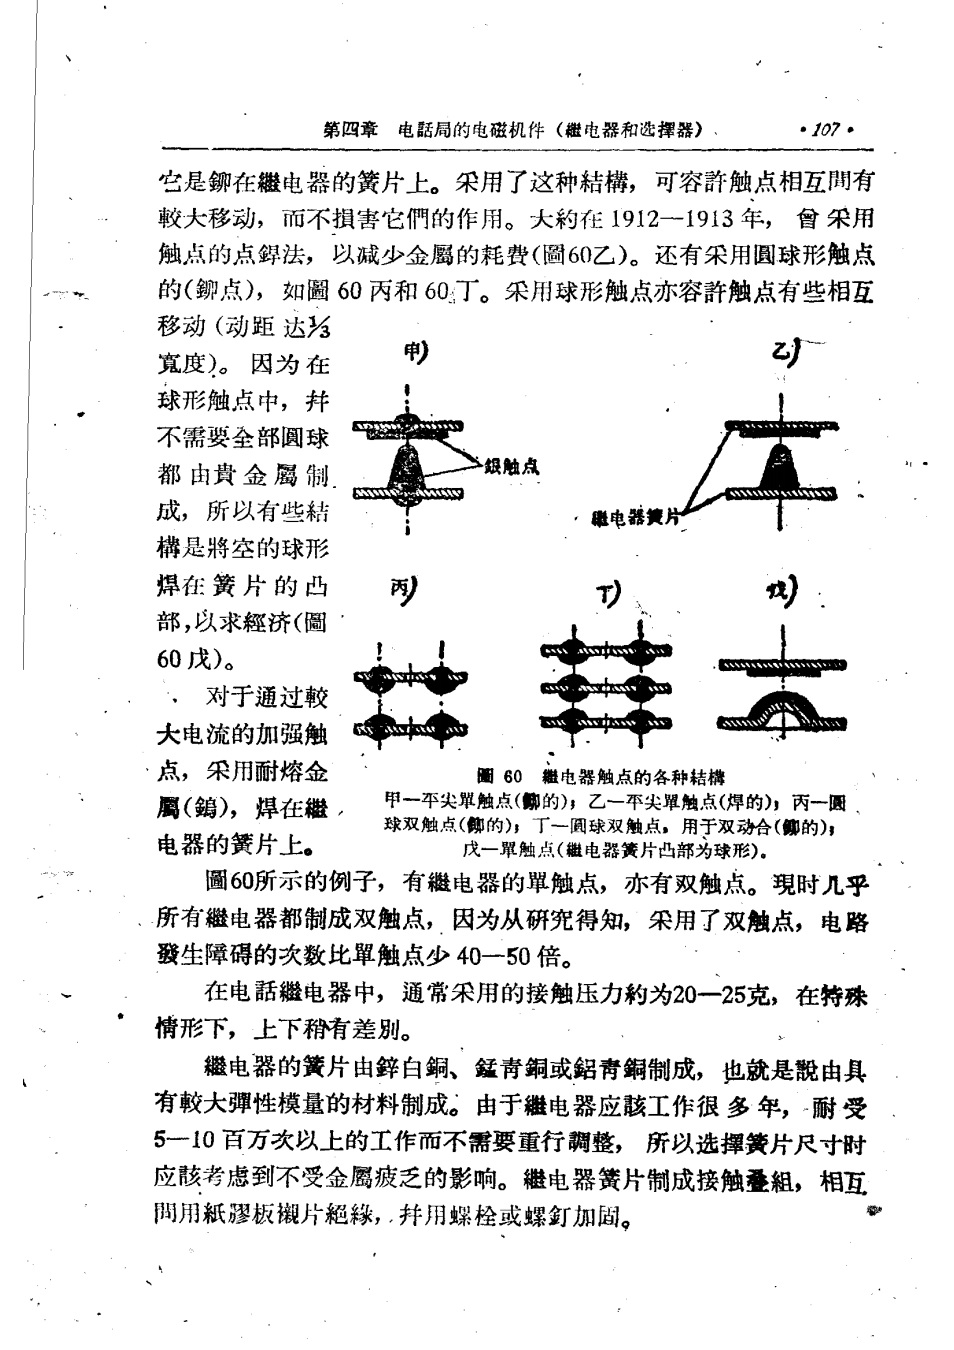 第四章　电話局的电磁机件（繼电器和选擇器）　·107·
它是鉚在繼电器的簧片上。采用了这种結構，可容許触点相互間有
較大移动，而不損害它們的作用。大約在1912—1913年，曾采用
触点的点銲法，以减少金屬的耗費(圖60乙)。还有采用圓球形触点
的(鉚点)，如圖60丙和60丁。采用球形触点亦容許触点有些相互
移动（动距达⅓
寬度)。因为在
球形触点中，幷
不需要全部圓球
都由貴金屬制
成，所以有些結
構是將空的球形
焊在簧片的凸
部,以求經济(圖
60戊)。
对于通过較
大电流的加强触
点，采用耐熔金
屬(鎢)，焊在繼
电器的簧片上。
甲)
乙)
銀触点
繼电器簧片
丙)
丁)
戊)
圖 60　繼电器触点的各种結構
甲—平尖單触点(鉚的)；乙—平尖單触点(焊的)；丙—圓
球双触点(鉚的)；丁—圓球双触点，用于双动合(鉚的)；
戊—單触点(繼电器簧片凸部为球形)。
圖60所示的例子，有繼电器的單触点，亦有双触点。現时几乎
所有繼电器都制成双触点，因为从研究得知，采用了双触点，电路
發生障碍的次数比單触点少40—50倍。
在电話繼电器中，通常采用的接触压力約为20—25克，在特殊
情形下，上下稍有差別。
繼电器的簧片由鋅白銅、錳青銅或鋁青銅制成，也就是說由具
有較大彈性模量的材料制成。由于繼电器应該工作很多年，耐受
5—10百万次以上的工作而不需要重行調整，所以选擇簧片尺寸时
应該考虑到不受金屬疲乏的影响。繼电器簧片制成接触叠組，相互
間用紙膠板襯片絕緣，幷用螺栓或螺釘加固。